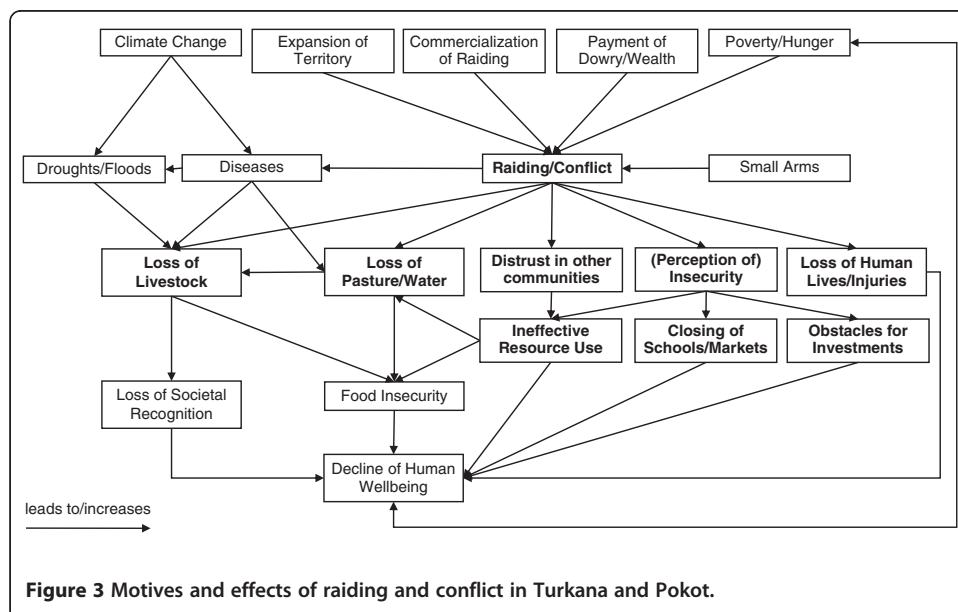 Climate Change
Expansion of
Territory
Commercialization
of Raiding
Payment of
Dowry/Wealth
Poverty/Hunger
Droughts/Floods
Diseases
Raiding/Conflict
Small Arms
Loss of
Livestock
Loss of
Pasture/Water
Distrust in other
communities
(Perception of)
Insecurity
Loss of Human
Lives/Injuries
Ineffective
Resource Use
Closing of
Schools/Markets
Obstacles for
Investments
Loss of Societal
Recognition
Food Insecurity
Decline of Human
Wellbeing
leads to/increases
Figure 3 Motives and effects of raiding and conflict in Turkana and Pokot.